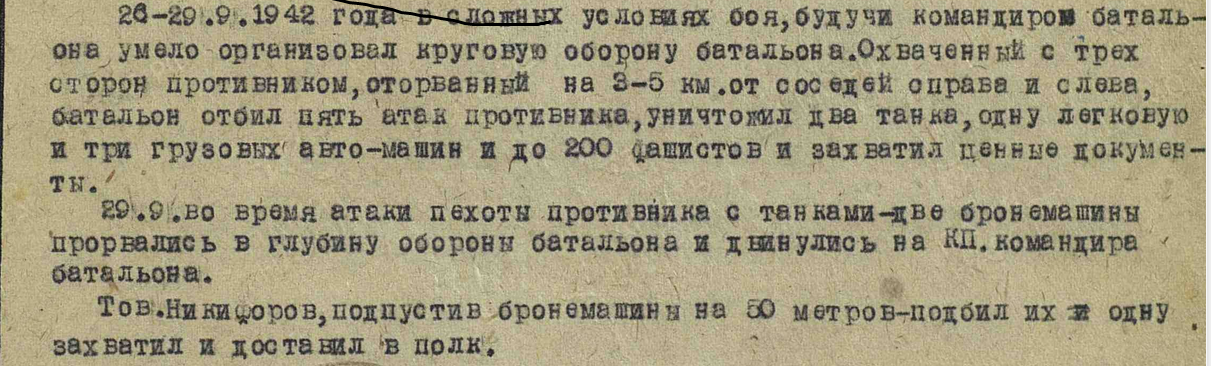 26-29.9.1942 года в сложных условиях боя,будучи командиром баталь-
она умело организовал круговую оборону батальона.Охваченный с трех
сторон противником,оторванный на 3-5 км.от соседей справа и слева,
батальон отбил пять атак противника,уничтожил два танка,одну легковую
и три грузовых авто-машин и до 200 фашистов и захватил ценные докумен-
ты.
29.9.во время атаки пехоты противника с танками-две бронемашины
прорвались в глубину обороны батальона и двинулись на КП.командира
батальона.
Тов.Никифоров,подпустив бронемашины на 50 метров-подбил их и одну
захватил и доставил в полк.